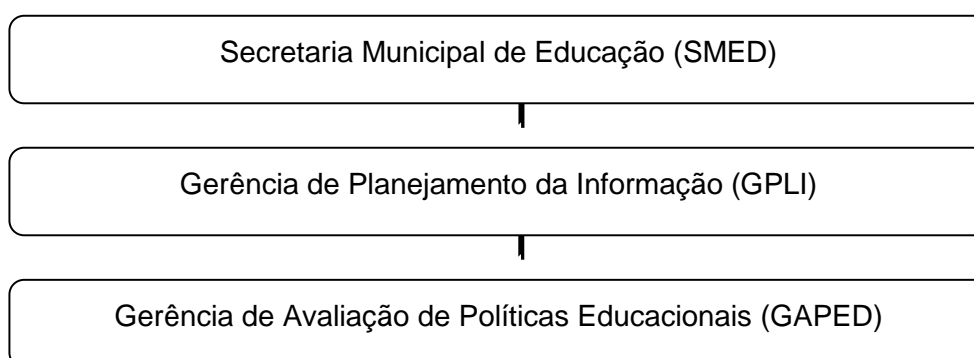 Secretaria Municipal de Educação (SMED)
Gerência de Planejamento da Informação (GPLI)
Gerência de Avaliação de Políticas Educacionais (GAPED)